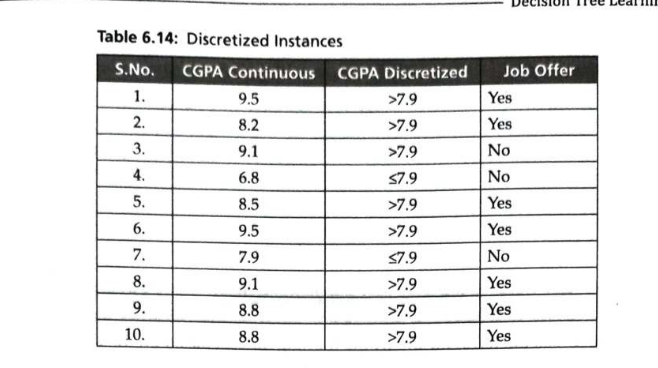 Decision Tree Learnin
Table 6.14: Discretized Instances
S.No. CGPA Continuous CGPA Discretized Job Offer
1. 9.5 >7.9 Yes
2. 8.2 >7.9 Yes
3. 9.1 >7.9 No
4. 6.8 ≤7.9 No
5. 8.5 >7.9 Yes
6. 9.5 >7.9 Yes
7. 7.9 ≤7.9 No
8. 9.1 >7.9 Yes
9. 8.8 >7.9 Yes
10. 8.8 >7.9 Yes